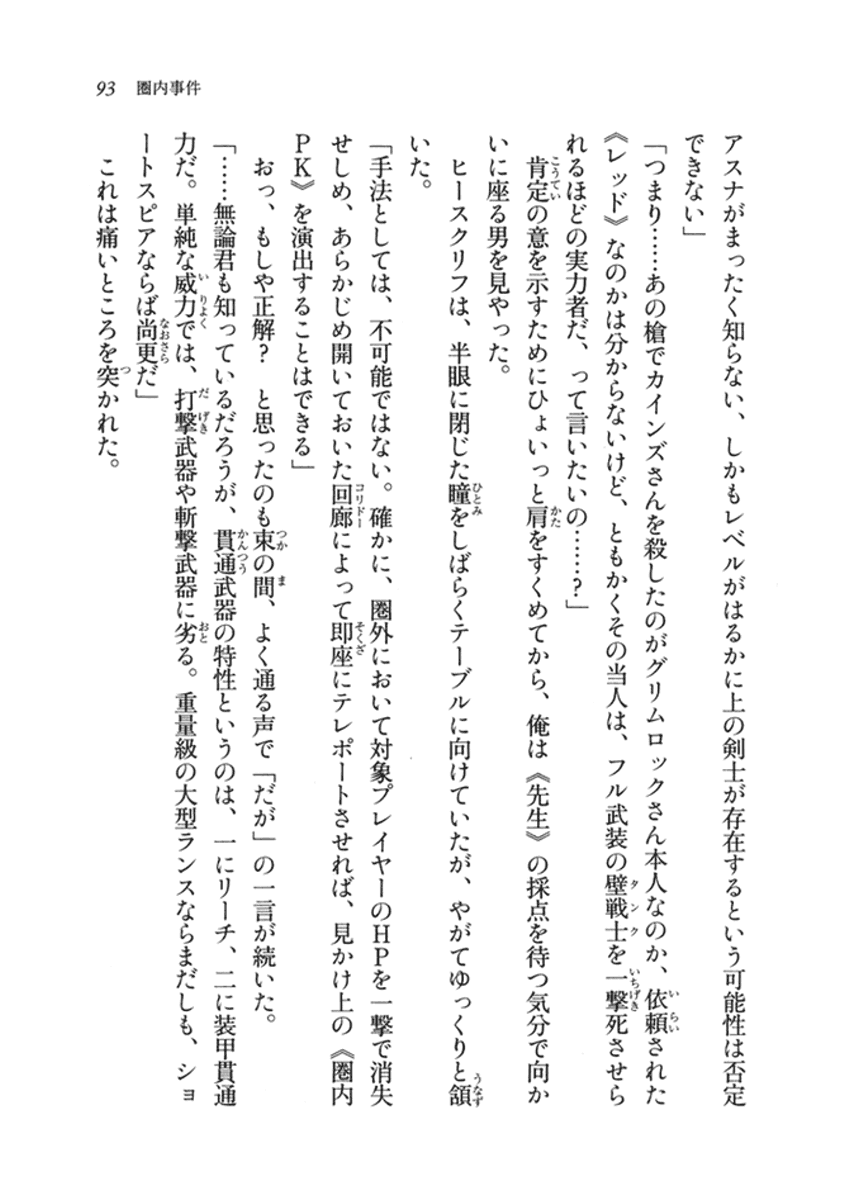 93 圏内事件
アスナがまったく知らない、しかもレベルがはるかに上の剣士が存在するという可能性は否定
できない」
「つまり……あの槍でカインズさんを殺したのがグリムロックさん本人なのか、依頼された
《レッド》なのかは分からないけど、ともかくその当人は、フル武装の壁戦士を一撃死させら
れるほどの実力者だ、って言いたいの……？」
肯定の意を示すためにひょいっと肩をすくめてから、俺は《先生》の採点を待つ気分で向か
いに座る男を見やった。
ヒースクリフは、半眼に閉じた瞳をしばらくテーブルに向けていたが、やがてゆっくりと頷
いた。
「手法としては、不可能ではない。確かに、圏外において対象プレイヤーのＨＰを一撃で消失
せしめ、あらかじめ開いておいた回廊によって即座にテレポートさせれば、見かけ上の《圏内
ＰＫ》を演出することはできる」
おっ、もしや正解？　と思ったのも束の間、よく通る声で「だが」の一言が続いた。
「……無論君も知っているだろうが、貫通武器の特性というのは、一にリーチ、二に装甲貫通
力だ。単純な威力では、打撃武器や斬撃武器に劣る。重量級の大型ランスならまだしも、ショ
ートスピアならば尚更だ」
これは痛いところを突かれた。